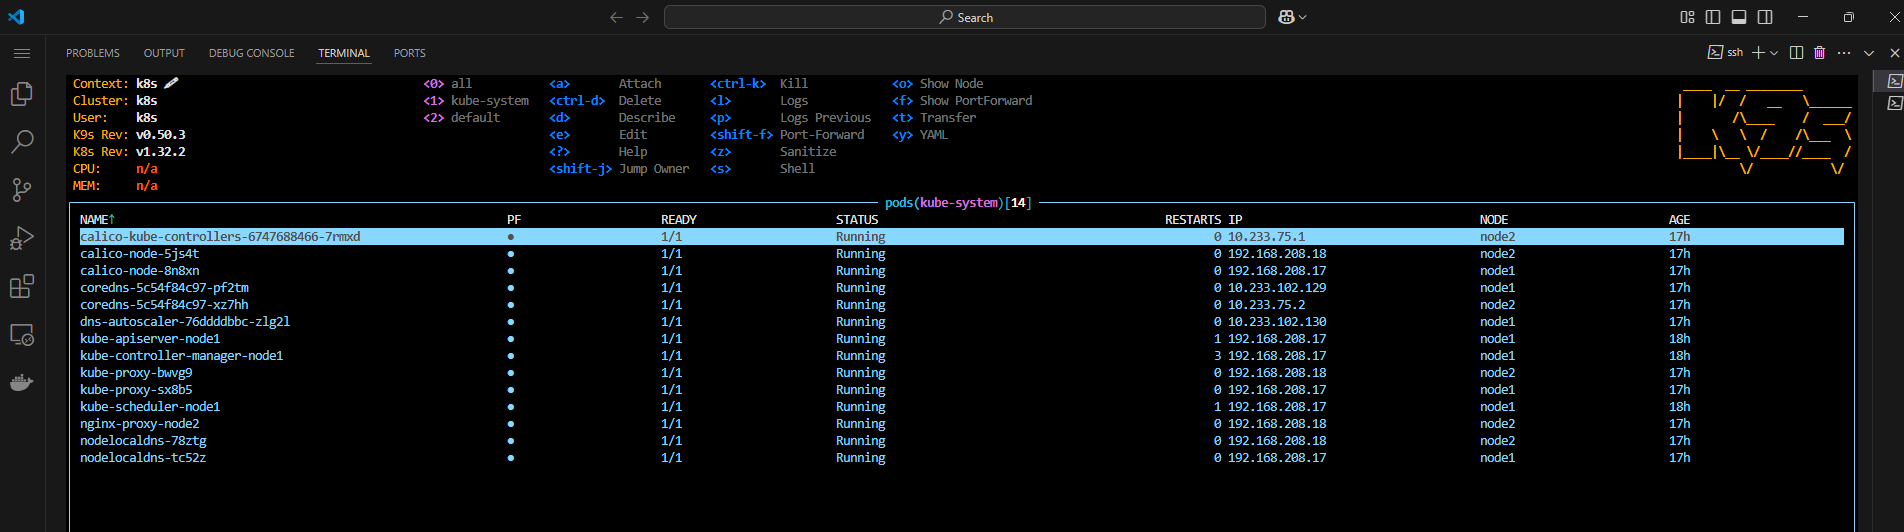 Search
PROBLEMS OUTPUT DEBUG CONSOLE TERMINAL PORTS ssh
Context: k8s <0> all <a> Attach <ctrl-k> Kill <o> Show Node
Cluster: k8s <1> kube-system <ctrl-d> Delete <l> Logs <f> Show PortForward
User: k8s <2> default <d> Describe <p> Logs Previous <t> Transfer
K9s Rev: v0.50.3 <e> Edit <shift-f> Port-Forward <y> YAML
K8s Rev: v1.32.2 <?> Help <z> Sanitize
CPU: n/a <shift-j> Jump Owner <s> Shell
MEM: n/a
K9s
pods(kube-system)[14]
NAME↑ PF READY STATUS RESTARTS IP NODE AGE
calico-kube-controllers-6747688466-7rmxd ● 1/1 Running 0 10.233.75.1 node2 17h
calico-node-5js4t ● 1/1 Running 0 192.168.208.18 node2 17h
calico-node-8n8xn ● 1/1 Running 0 192.168.208.17 node1 17h
coredns-5c54f84c97-pf2tm ● 1/1 Running 0 10.233.102.129 node1 17h
coredns-5c54f84c97-xz7hh ● 1/1 Running 0 10.233.75.2 node2 17h
dns-autoscaler-76ddddbbc-zlg2l ● 1/1 Running 0 10.233.102.130 node1 17h
kube-apiserver-node1 ● 1/1 Running 1 192.168.208.17 node1 18h
kube-controller-manager-node1 ● 1/1 Running 3 192.168.208.17 node1 18h
kube-proxy-bwvg9 ● 1/1 Running 0 192.168.208.18 node2 17h
kube-proxy-sx8b5 ● 1/1 Running 0 192.168.208.17 node1 17h
kube-scheduler-node1 ● 1/1 Running 1 192.168.208.17 node1 18h
nginx-proxy-node2 ● 1/1 Running 0 192.168.208.18 node2 17h
nodelocaldns-78ztg ● 1/1 Running 0 192.168.208.18 node2 17h
nodelocaldns-tc52z ● 1/1 Running 0 192.168.208.17 node1 17h